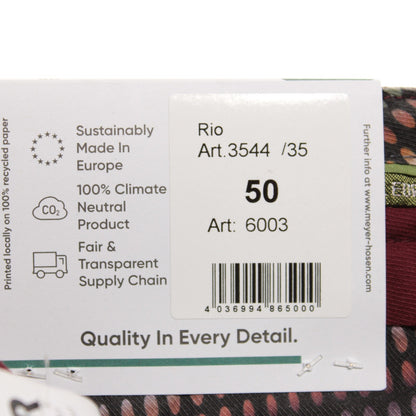 Printed locally on 100% recycled paper
Sustainably
Made In
Europe
CO₂
100% Climate
Neutral
Product
Fair &
Transparent
Supply Chain
Rio
Art.3544 /35
50
Art: 6003
4 036994 865000
Further info at www.meyer-hosen.com
Quality In Every Detail.
R